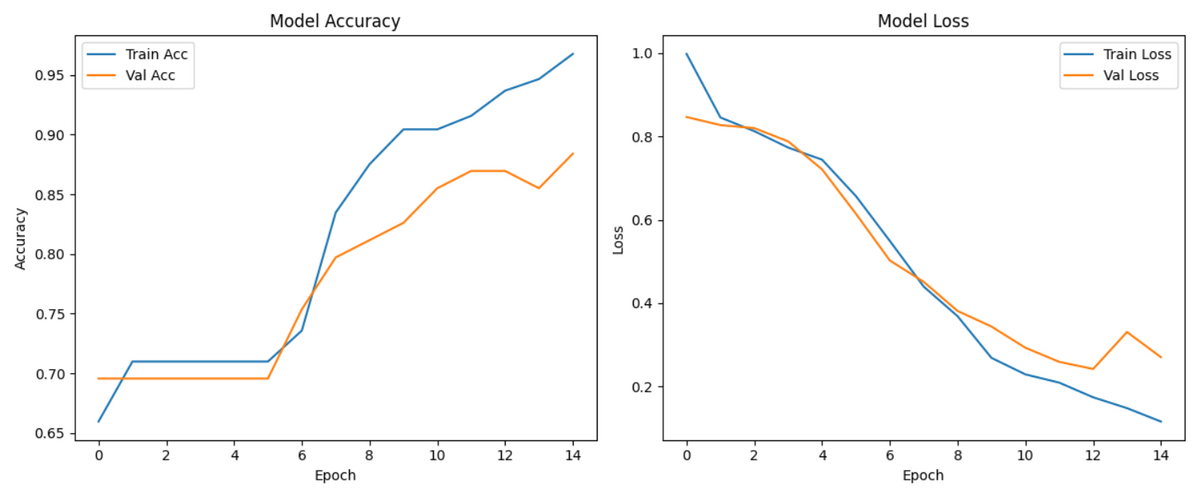 Model Accuracy
Train Acc
Val Acc
Accuracy
0.95
0.90
0.85
0.80
0.75
0.70
0.65
0 2 4 6 8 10 12 14
Epoch
Model Loss
Train Loss
Val Loss
Loss
1.0
0.8
0.6
0.4
0.2
0 2 4 6 8 10 12 14
Epoch